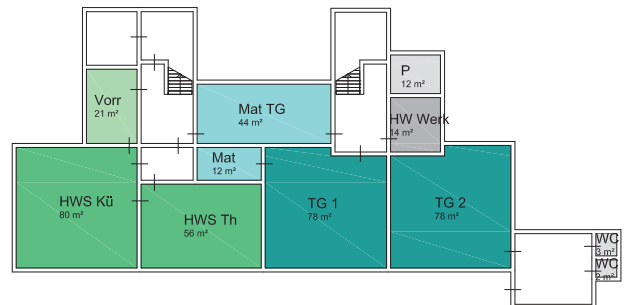 P
12 m²
Vorr
21 m²
Mat TG
44 m²
HW Werk
14 m²
Mat
12 m²
HWS Kü
80 m²
HWS Th
56 m²
TG 1
78 m²
TG 2
78 m²
WC
3 m²
WC
2 m²